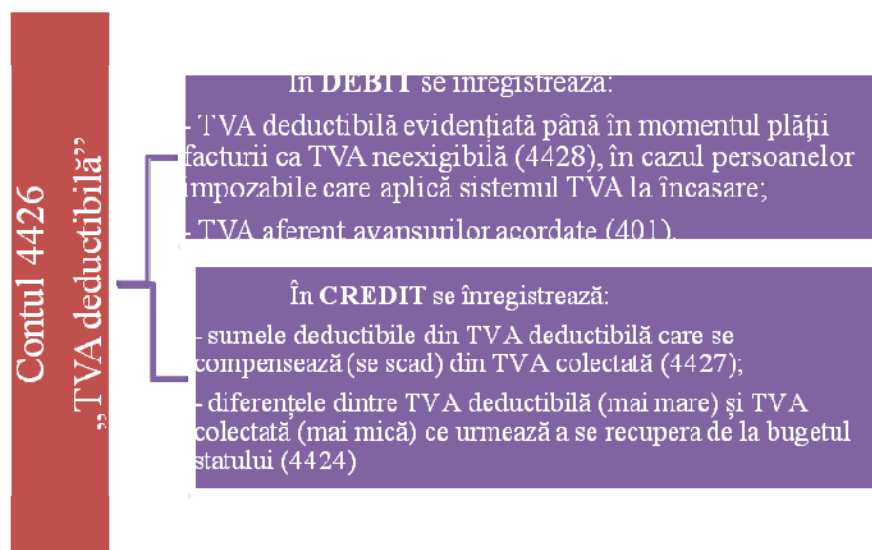 Contul 4426
„TVA deductibilă”
În DEBIT se înregistrează:
- TVA deductibilă evidențiată până în momentul plății
facturii ca TVA neexigibilă (4428), în cazul persoanelor
impozabile care aplică sistemul TVA la încasare;
- TVA aferent avansurilor acordate (401).
În CREDIT se înregistrează:
- sumele deductibile din TVA deductibilă care se
compensează (se scad) din TVA colectată (4427);
- diferențele dintre TVA deductibilă (mai mare) și TVA
colectată (mai mică) ce urmează a se recupera de la bugetul
statului (4424)